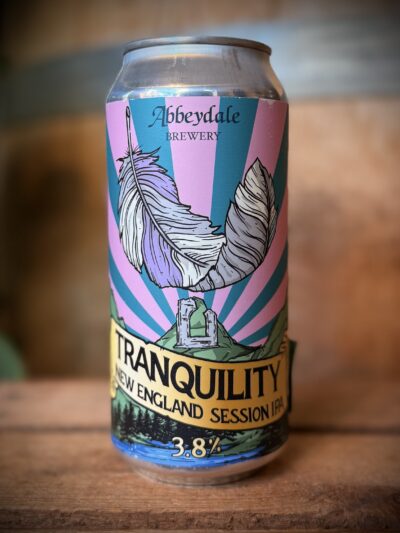 Abbeydale
BREWERY
TRANQUILITY
NEW ENGLAND SESSION IPA
3.8%